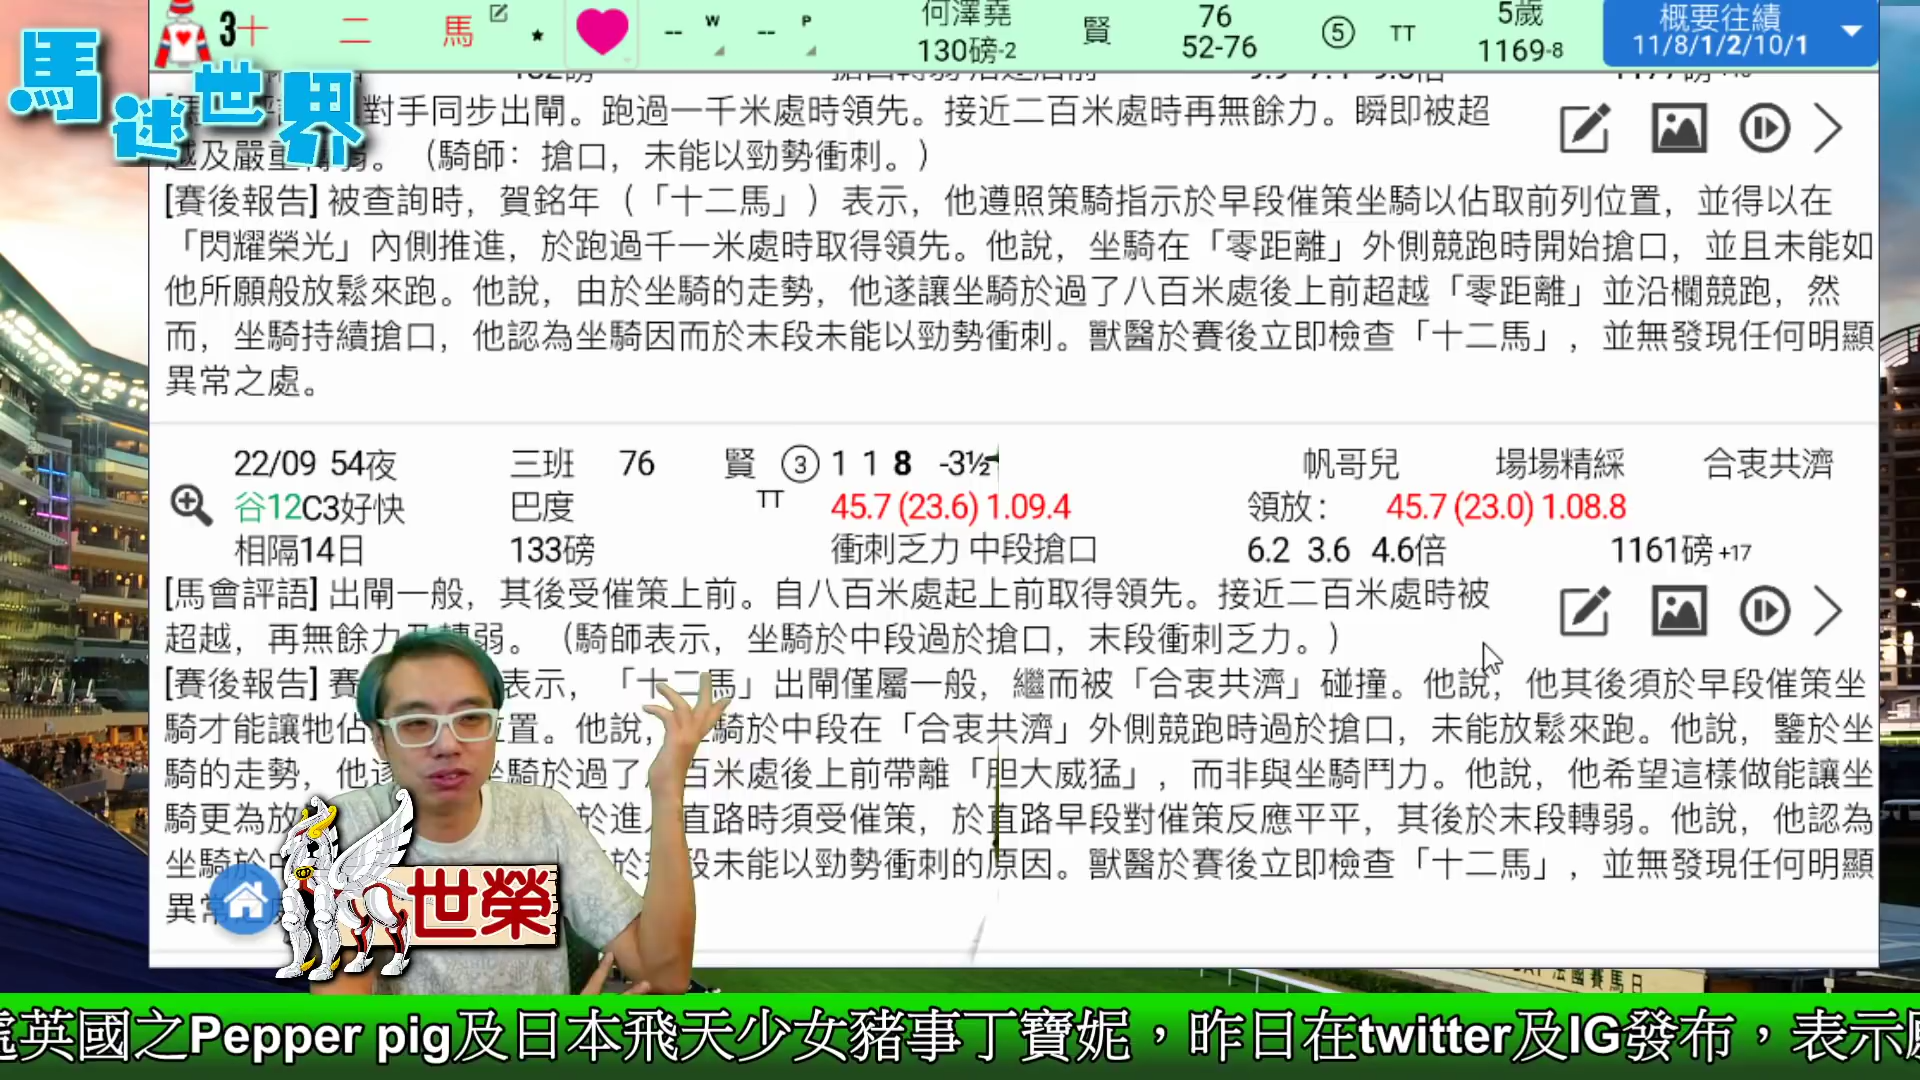 3 十二馬
★
--
W
--
P
何澤堯
130磅-2
賢
76
52-76
⑤
TT
5歲
1169-8
概要往績
11/8/1/2/10/1
馬迷世界
對手同步出閘。跑過一千米處時領先。接近二百米處時再無餘力。瞬即被超
越及嚴重轉弱。（騎師：搶口，未能以勁勢衝刺。）
[賽後報告] 被查詢時，賀銘年（「十二馬」）表示，他遵照策騎指示於早段催策坐騎以佔取前列位置，並得以在
「閃耀榮光」內側推進，於跑過千一米處時取得領先。他說，坐騎在「零距離」外側競跑時開始搶口，並且未能如
他所願般放鬆來跑。他說，由於坐騎的走勢，他遂讓坐騎於過了八百米處後上前超越「零距離」並沿欄競跑，然
而，坐騎持續搶口，他認為坐騎因而於末段未能以勁勢衝刺。獸醫於賽後立即檢查「十二馬」，並無發現任何明顯
異常之處。
22/09 54夜 三班 76 賢 ③ 1 1 8 -3½ 帆哥兒 場場精綵 合衷共濟
谷12C3好快 巴度 TT 45.7 (23.6) 1.09.4 領放： 45.7 (23.0) 1.08.8
相隔14日 133磅 衝刺乏力 中段搶口 6.2 3.6 4.6倍 1161磅 +17
[馬會評語] 出閘一般，其後受催策上前。自八百米處起上前取得領先。接近二百米處時被
超越，再無餘力及轉弱。（騎師表示，坐騎於中段過於搶口，末段衝刺乏力。）
[賽後報告] 賽 表示，「十二馬」出閘僅屬一般，繼而被「合衷共濟」碰撞。他說，他其後須於早段催策坐
騎才能讓牠佔 位置。他說，坐騎於中段在「合衷共濟」外側競跑時過於搶口，未能放鬆來跑。他說，鑒於坐
騎的走勢，他遂 坐騎於過了八百米處後上前帶離「胆大威猛」，而非與坐騎鬥力。他說，他希望這樣做能讓坐
騎更為放 於進入直路時須受催策，於直路早段對催策反應平平，其後於末段轉弱。他說，他認為
坐騎於 於末段未能以勁勢衝刺的原因。獸醫於賽後立即檢查「十二馬」，並無發現任何明顯
異常之處
世榮
法國賽馬日
英國之Pepper pig及日本飛天少女豬事丁寶妮，昨日在twitter及IG發布，表示